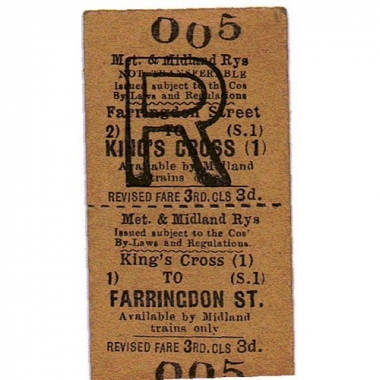 005
Met. & Midland Rys
NOT TRANSFERABLE
Issued subject to the Cos'
By-Laws and Regulations
Farringdon Street
2) TO (S.1)
KING'S CROSS (1)
Available by Midland
trains only
REVISED FARE 3RD. CLS 3d.
R
Met. & Midland Rys
Issued subject to the Cos'
By-Laws and Regulations.
King's Cross (1)
1) TO (S.1)
FARRINGDON ST.
Available by Midland
trains only
REVISED FARE 3RD. CLS 3d.
005